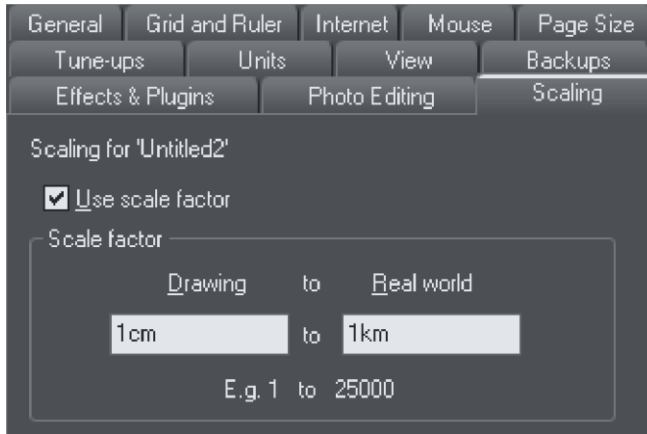 General Grid and Ruler Internet Mouse Page Size
Tune-ups Units View Backups
Effects & Plugins Photo Editing Scaling
Scaling for 'Untitled2'
Use scale factor
Scale factor
Drawing to Real world
1cm to 1km
E.g. 1 to 25000